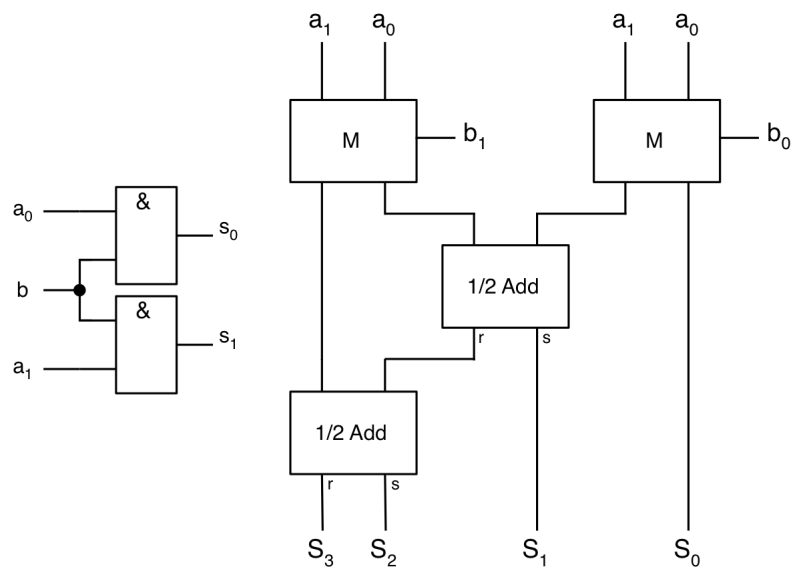 a₁ a₀ a₁ a₀
M b₁ M b₀
a₀ & s₀
b
& s₁
a₁
1/2 Add
r s
1/2 Add
r s
S₃ S₂ S₁ S₀